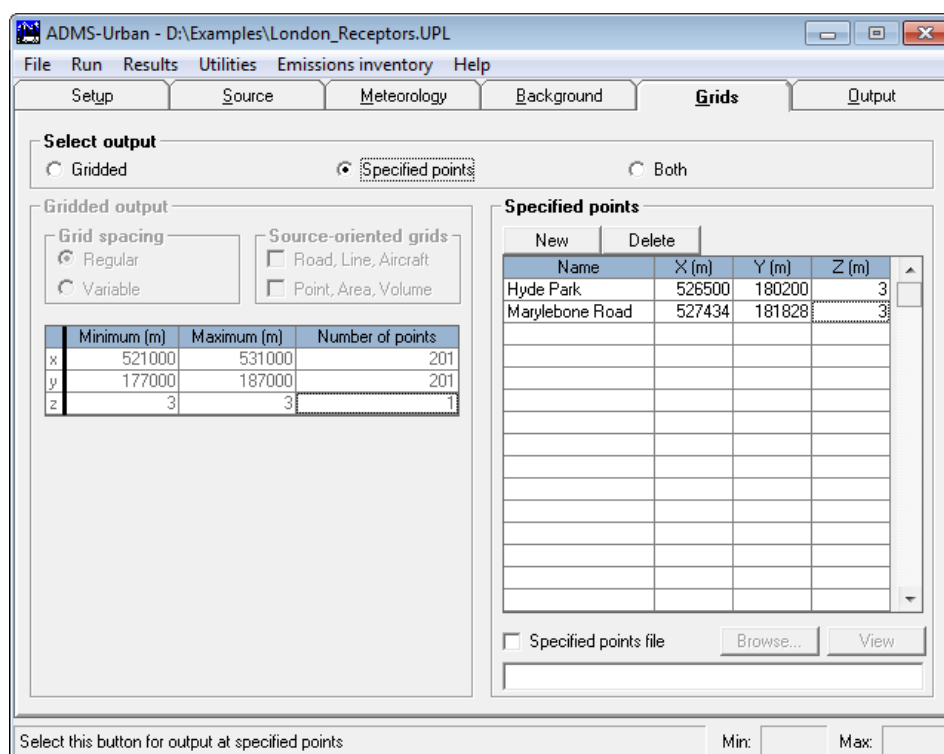 ADMS-Urban - D:\Examples\London_Receptors.UPL
File Run Results Utilities Emissions inventory Help
Setup Source Meteorology Background Grids Output
Select output
Gridded Specified points Both
Gridded output
Grid spacing
Regular
Variable
Source-oriented grids
Road, Line, Aircraft
Point, Area, Volume
Minimum (m) Maximum (m) Number of points
x 521000 531000 201
y 177000 187000 201
z 3 3 1
Specified points
New Delete
Name X (m) Y (m) Z (m)
Hyde Park 526500 180200 3
Marylebone Road 527434 181828 3
Specified points file Browse... View
Select this button for output at specified points Min: Max: